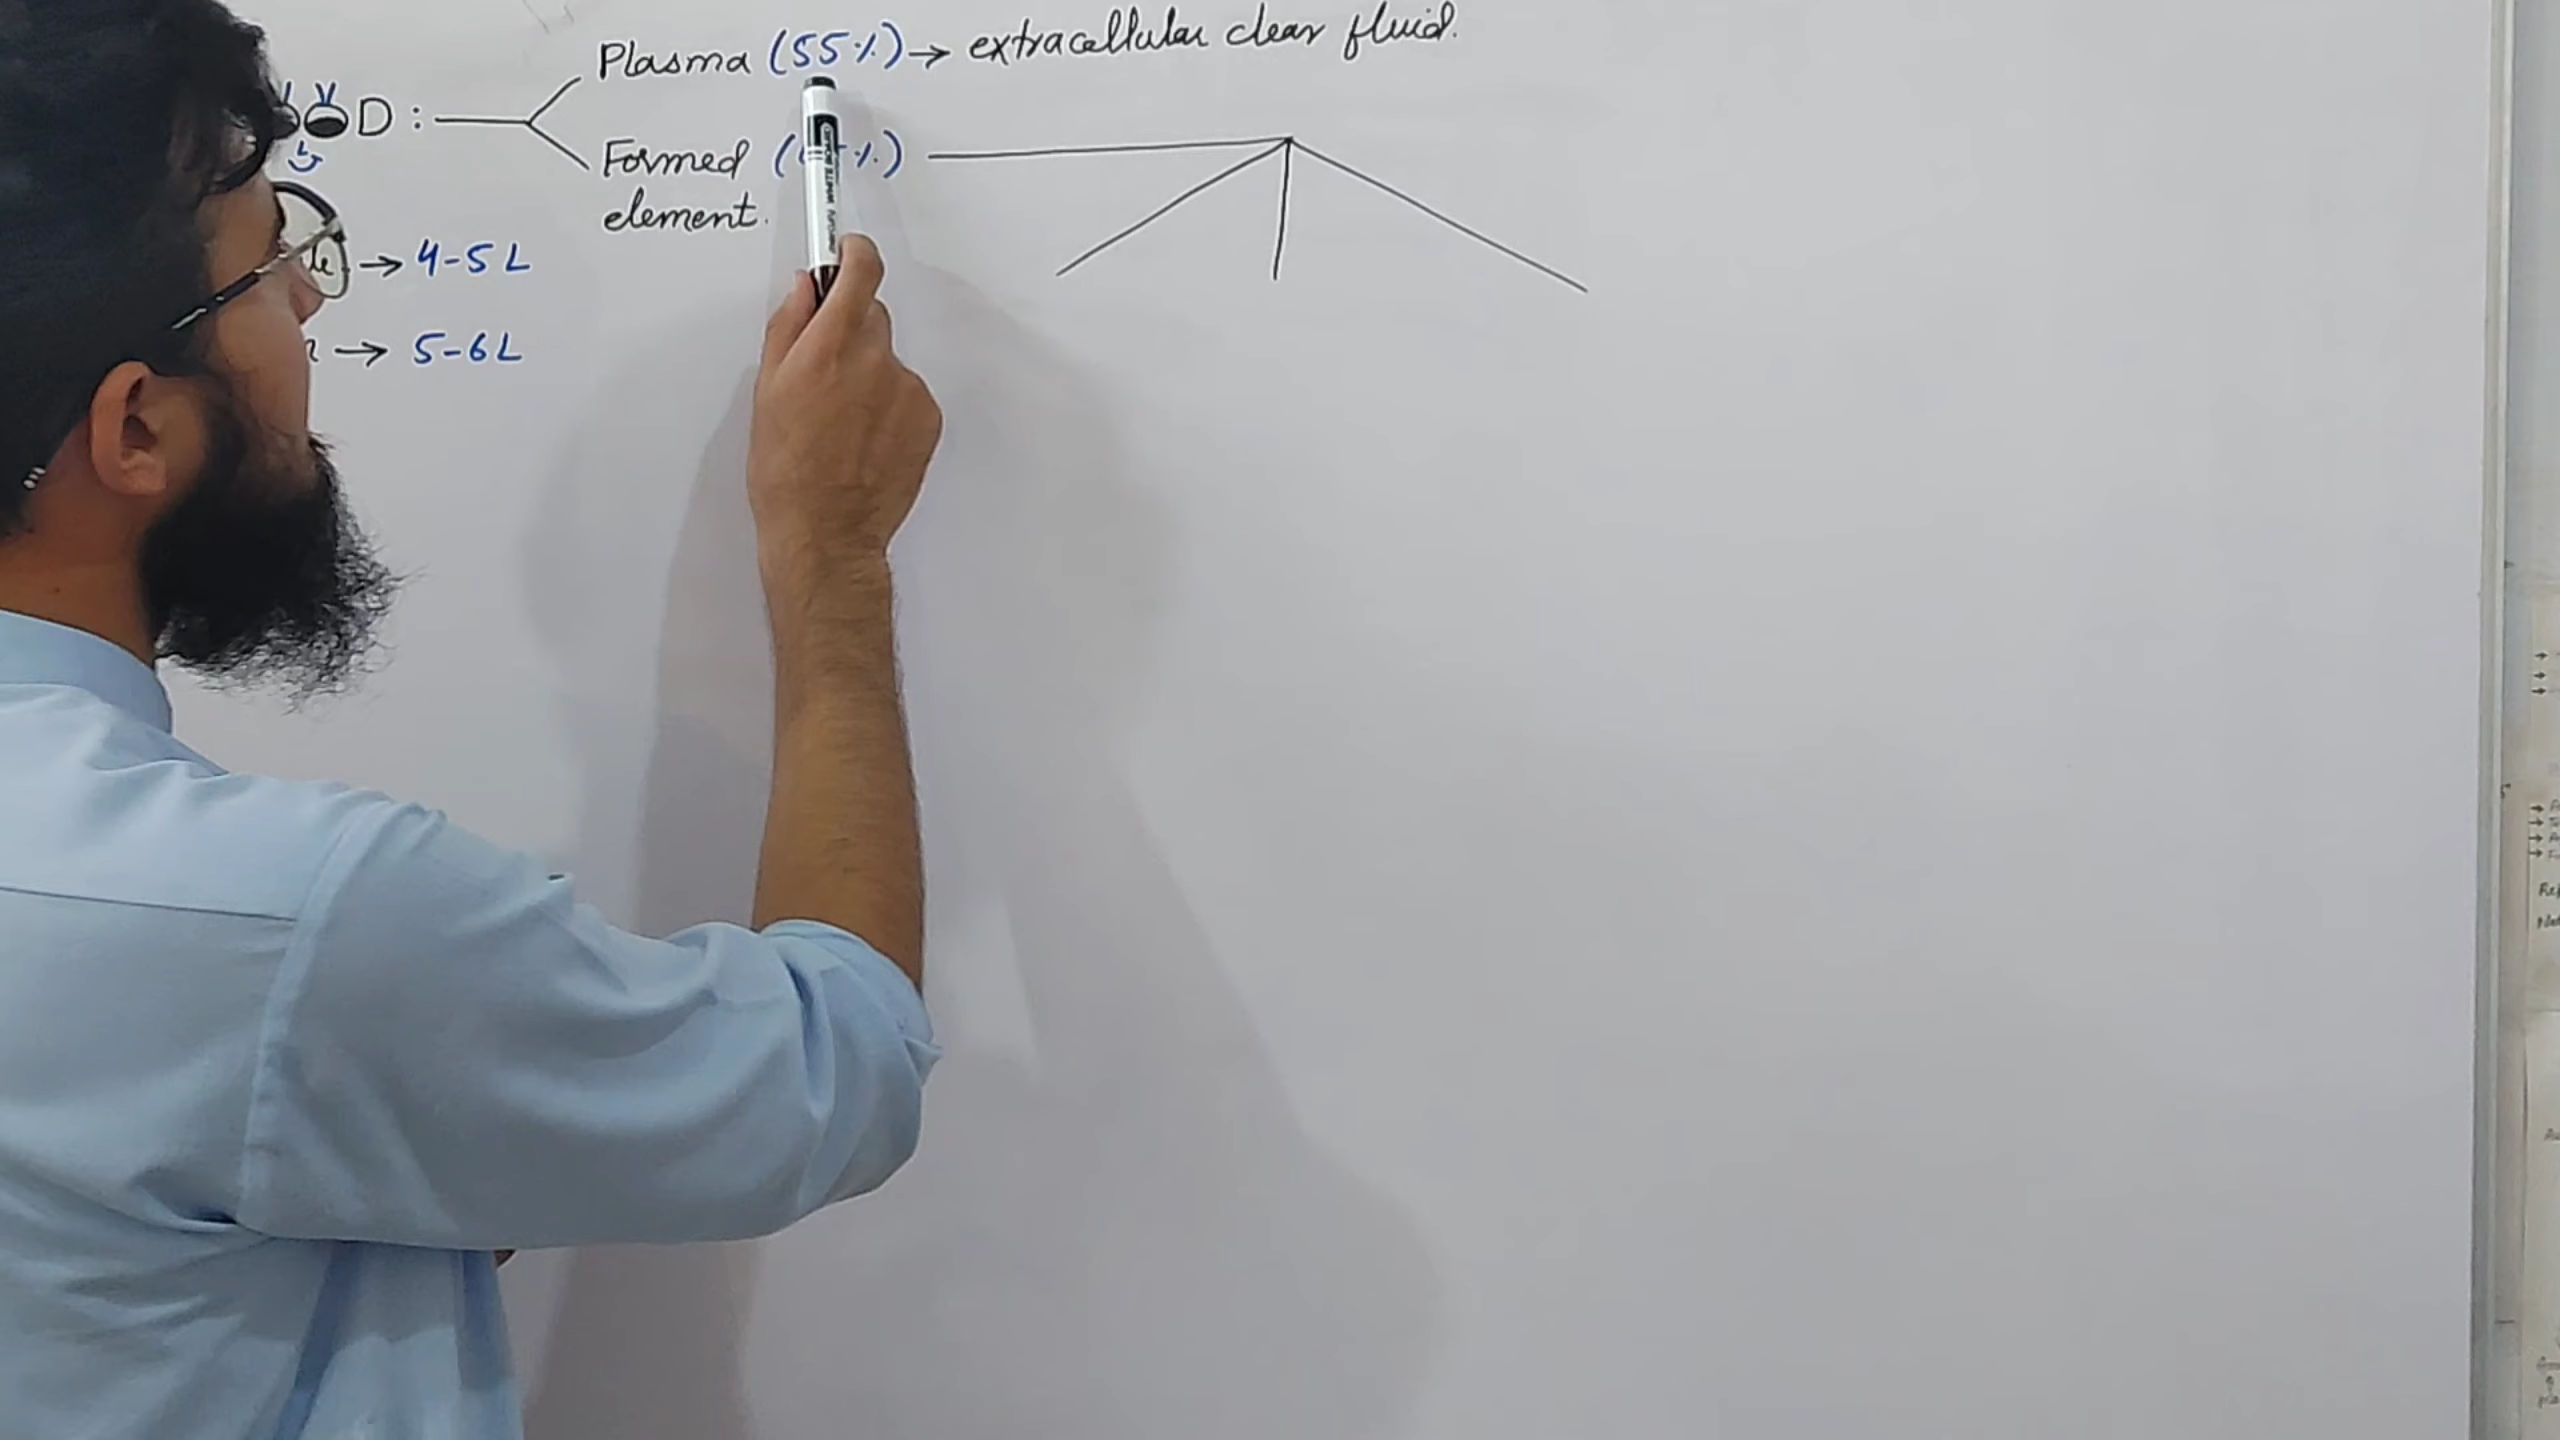 Plasma (55%) → extracellular clear fluid.
D :
Formed
element.
→ 4-5 L
→ 5-6 L